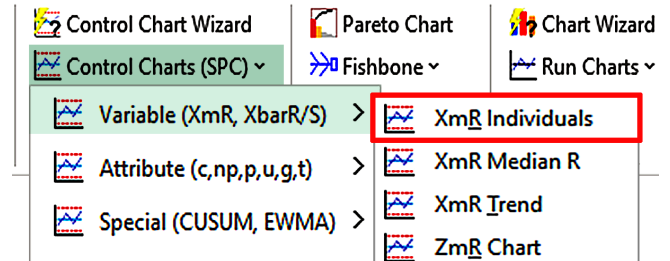 Control Chart Wizard
Pareto Chart
Chart Wizard
Control Charts (SPC)
Fishbone
Run Charts
Variable (XmR, XbarR/S)
XmR Individuals
Attribute (c,np,p,u,g,t)
XmR Median R
Special (CUSUM, EWMA)
XmR Trend
ZmR Chart